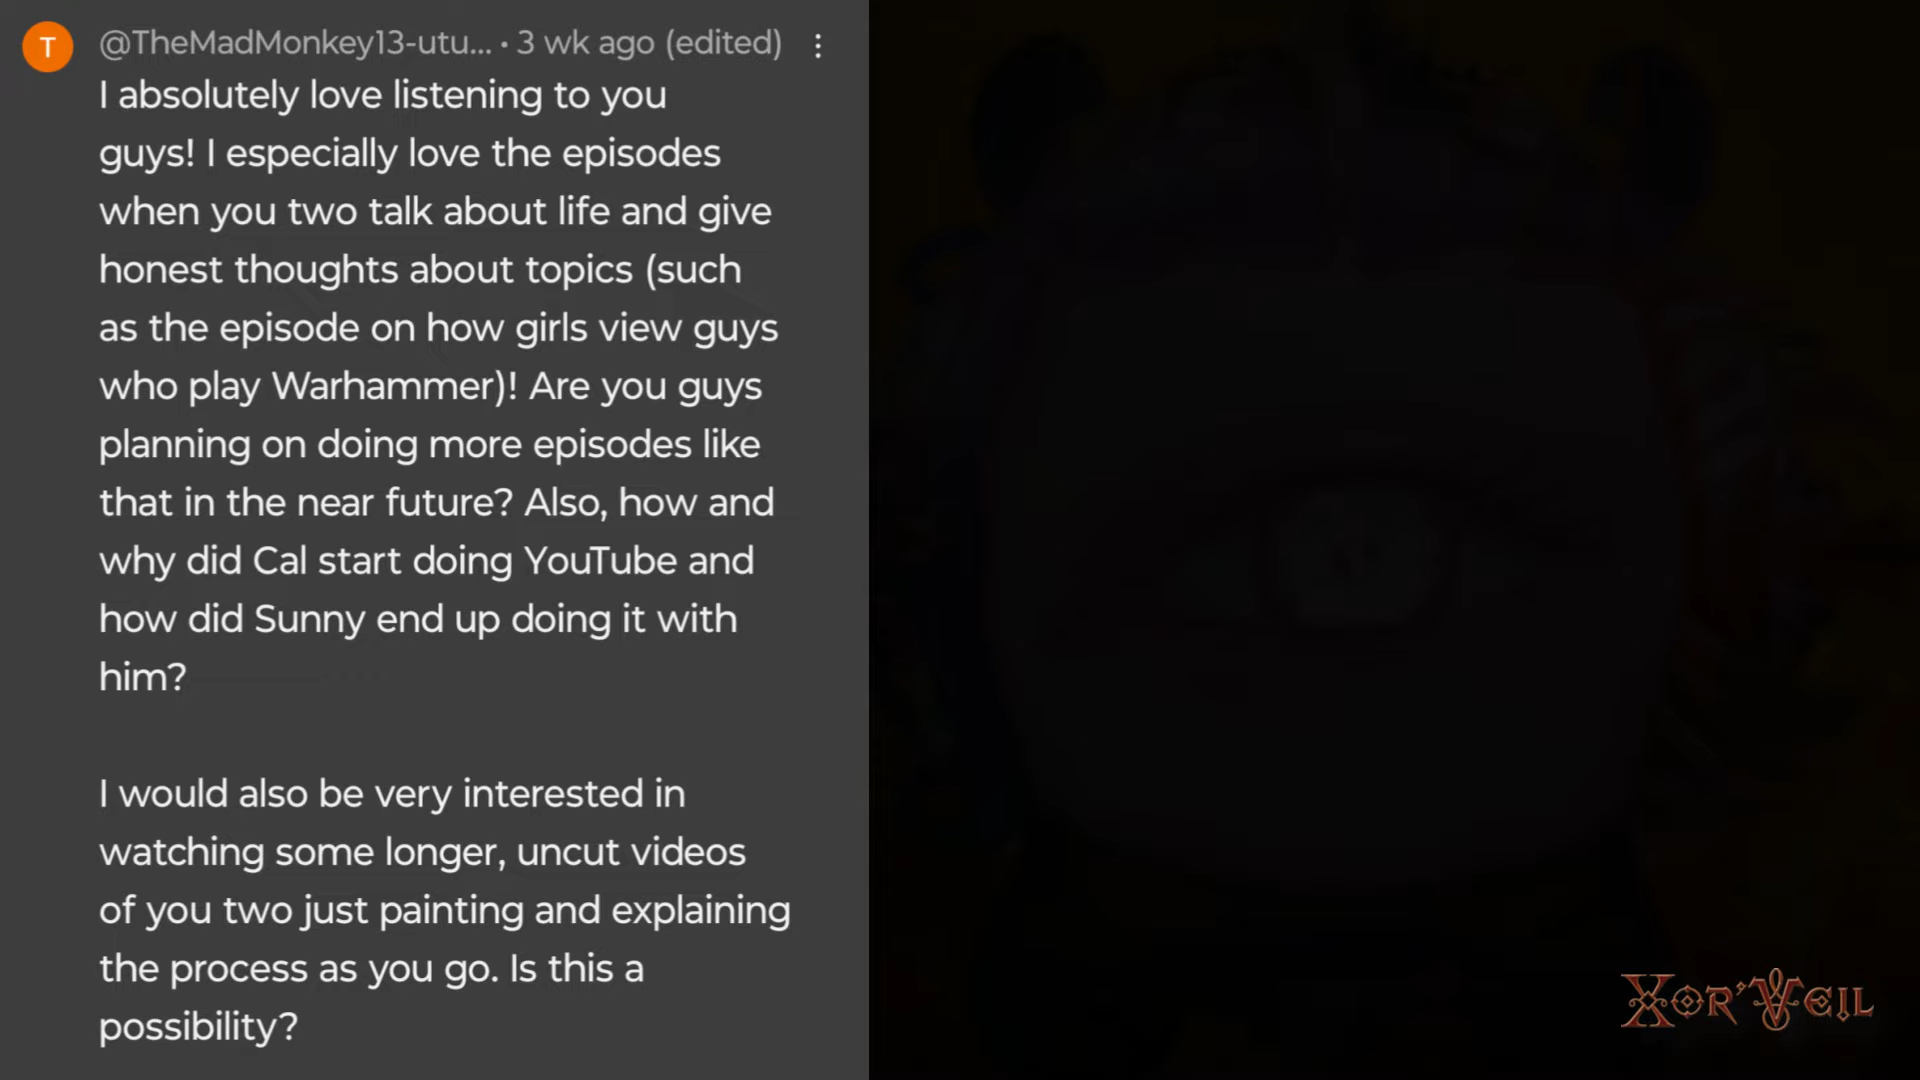 T
@TheMadMonkey13-utu... • 3 wk ago (edited)
I absolutely love listening to you
guys! I especially love the episodes
when you two talk about life and give
honest thoughts about topics (such
as the episode on how girls view guys
who play Warhammer)! Are you guys
planning on doing more episodes like
that in the near future? Also, how and
why did Cal start doing YouTube and
how did Sunny end up doing it with
him?
I would also be very interested in
watching some longer, uncut videos
of you two just painting and explaining
the process as you go. Is this a
possibility?
XOR'VEIL